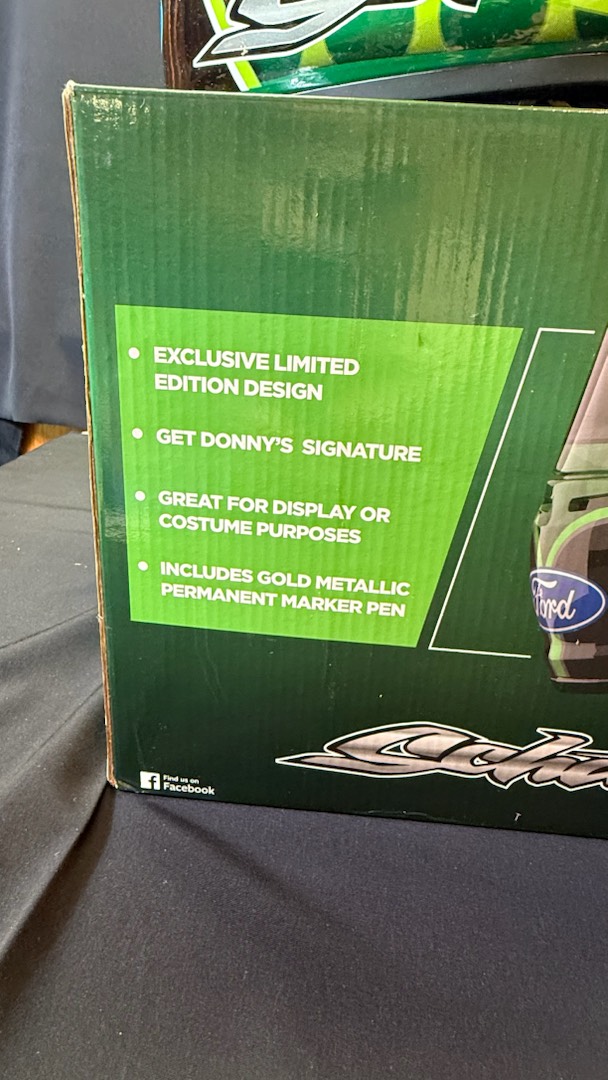 EXCLUSIVE LIMITED
EDITION DESIGN
GET DONNY'S SIGNATURE
GREAT FOR DISPLAY OR
COSTUME PURPOSES
INCLUDES GOLD METALLIC
PERMANENT MARKER PEN
Ford
Scha
f Find us on
Facebook